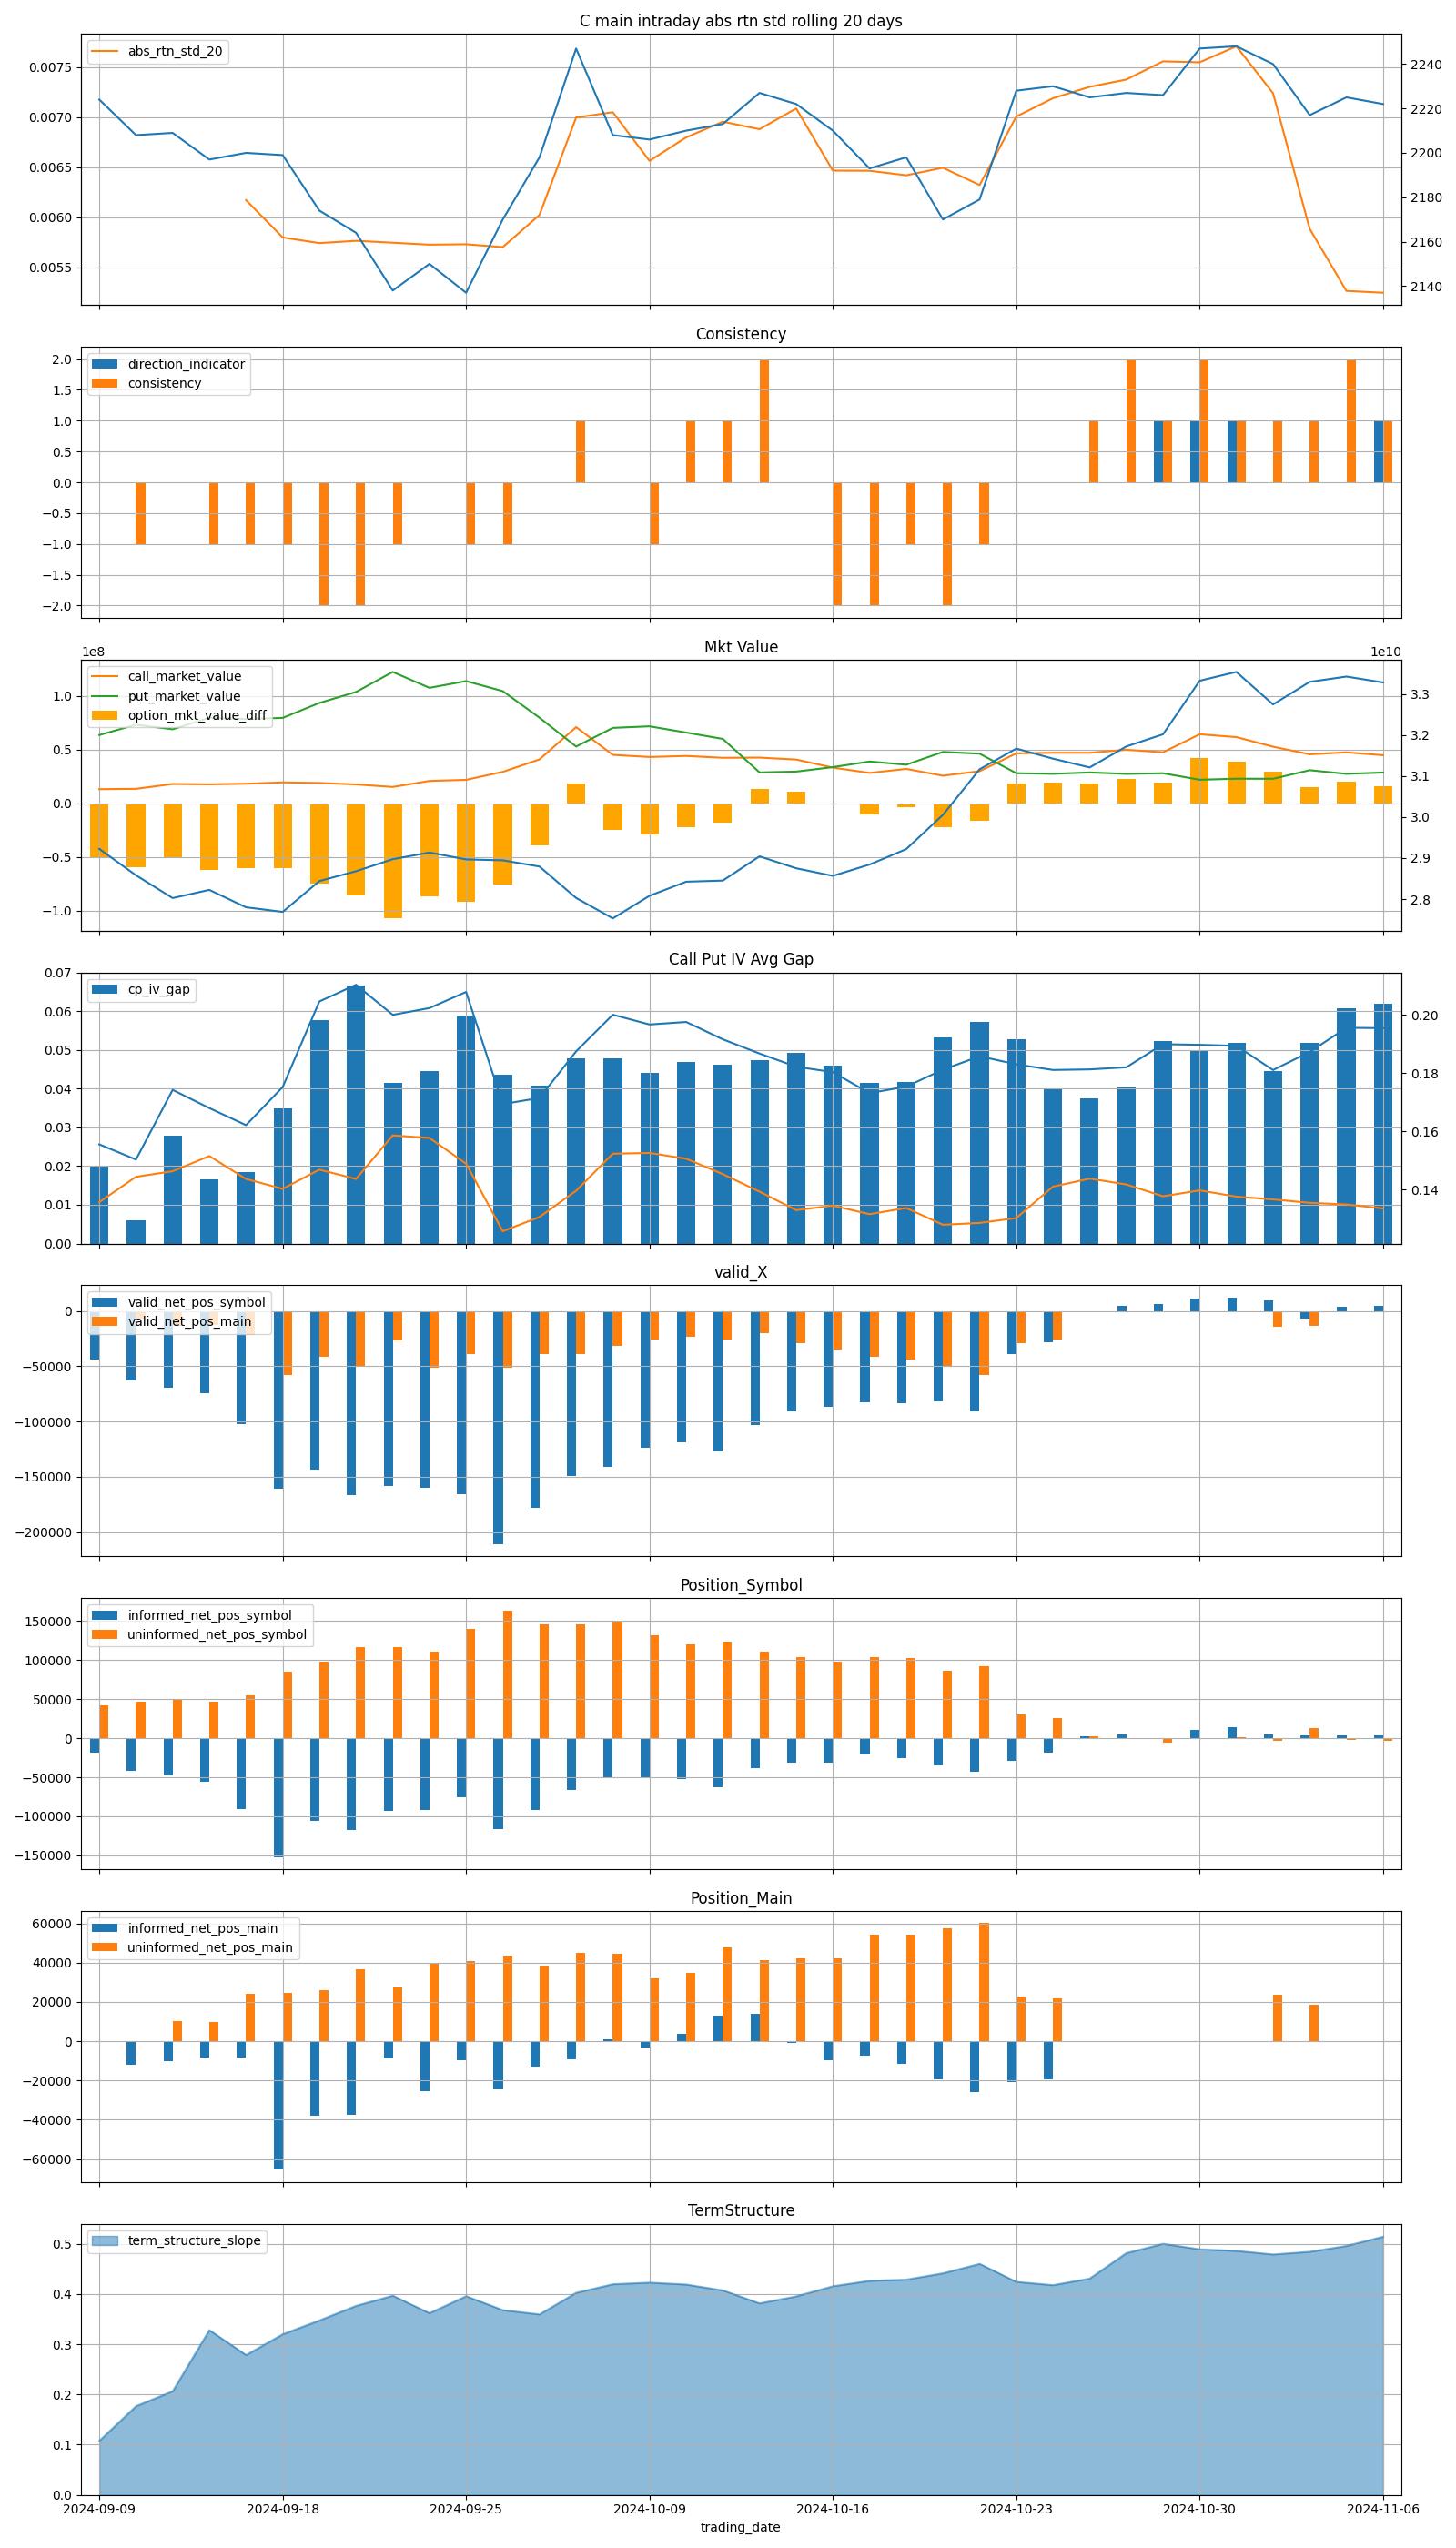 C main intraday abs rtn std rolling 20 days
abs_rtn_std_20
0.0075
0.0070
0.0065
0.0060
0.0055
2240
2220
2200
2180
2160
2140
Consistency
direction_indicator
consistency
2.0
1.5
1.0
0.5
0.0
−0.5
−1.0
−1.5
−2.0
Mkt Value
1e8
1e10
call_market_value
put_market_value
option_mkt_value_diff
1.0
0.5
0.0
−0.5
−1.0
3.3
3.2
3.1
3.0
2.9
2.8
Call Put IV Avg Gap
cp_iv_gap
0.07
0.06
0.05
0.04
0.03
0.02
0.01
0.00
0.20
0.18
0.16
0.14
valid_X
valid_net_pos_symbol
valid_net_pos_main
0
−50000
−100000
−150000
−200000
Position_Symbol
informed_net_pos_symbol
uninformed_net_pos_symbol
150000
100000
50000
0
−50000
−100000
−150000
Position_Main
informed_net_pos_main
uninformed_net_pos_main
60000
40000
20000
0
−20000
−40000
−60000
TermStructure
term_structure_slope
0.5
0.4
0.3
0.2
0.1
0.0
2024-09-09 2024-09-18 2024-09-25 2024-10-09 2024-10-16 2024-10-23 2024-10-30 2024-11-06
trading_date